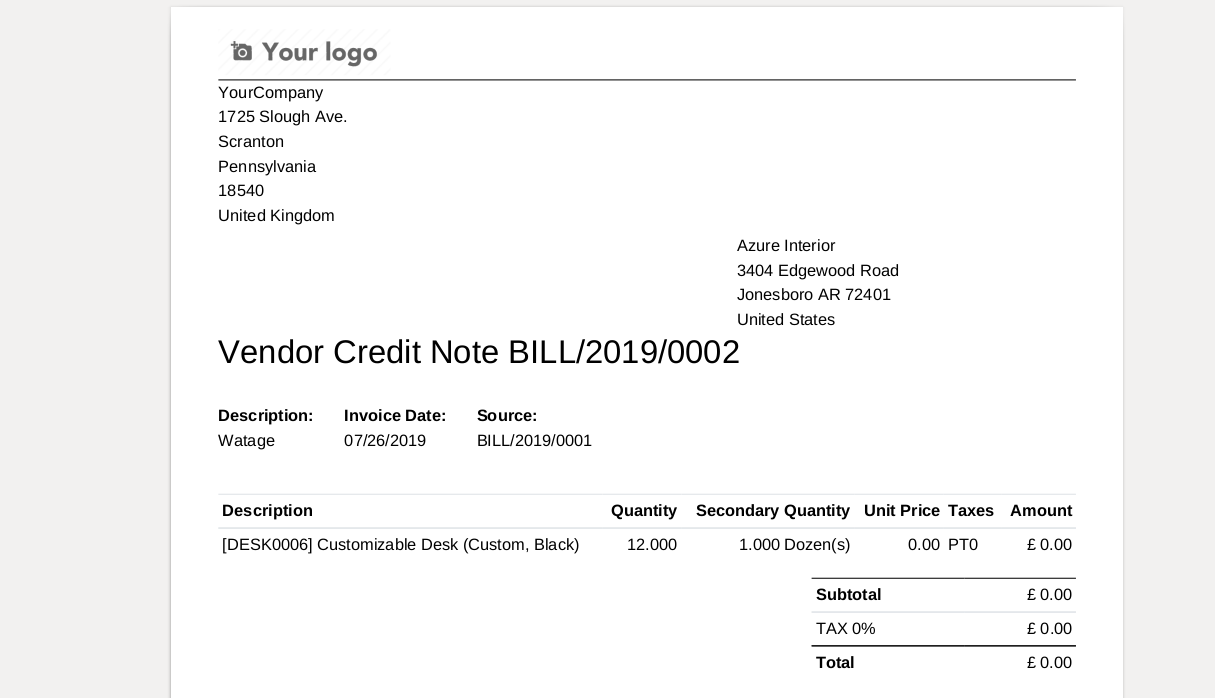 Your logo
YourCompany
1725 Slough Ave.
Scranton
Pennsylvania
18540
United Kingdom
Azure Interior
3404 Edgewood Road
Jonesboro AR 72401
United States
Vendor Credit Note BILL/2019/0002
Description: Invoice Date: Source:
Watage 07/26/2019 BILL/2019/0001
Description Quantity Secondary Quantity Unit Price Taxes Amount
[DESK0006] Customizable Desk (Custom, Black) 12.000 1.000 Dozen(s) 0.00 PT0 £ 0.00
Subtotal £ 0.00
TAX 0% £ 0.00
Total £ 0.00